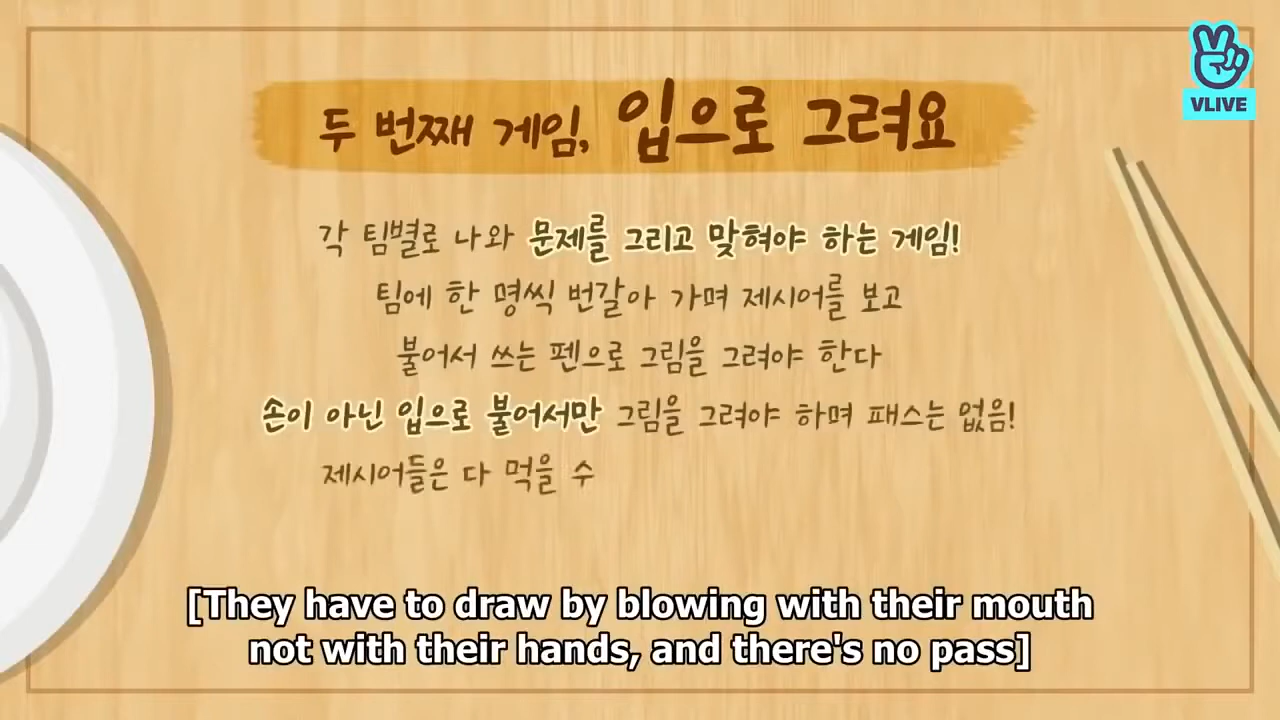 VLIVE
두 번째 게임, 입으로 그려요
각 팀별로 나와 문제를 그리고 맞혀야 하는 게임!
팀에 한 명씩 번갈아 가며 제시어를 보고
불어서 쓰는 펜으로 그림을 그려야 한다
손이 아닌 입으로 불어서만 그림을 그려야 하며 패스는 없음!
제시어들은 다 먹을 수
[They have to draw by blowing with their mouth
not with their hands, and there's no pass]